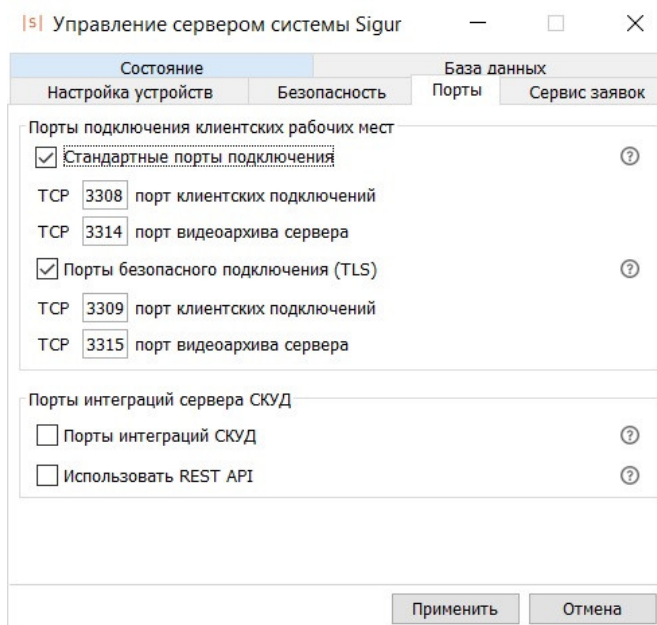 |s| Управление сервером системы Sigur
Состояние База данных
Настройка устройств Безопасность Порты Сервис заявок
Порты подключения клиентских рабочих мест
Стандартные порты подключения ?
TCP 3308 порт клиентских подключений
TCP 3314 порт видеоархива сервера
Порты безопасного подключения (TLS) ?
TCP 3309 порт клиентских подключений
TCP 3315 порт видеоархива сервера
Порты интеграций сервера СКУД
Порты интеграций СКУД ?
Использовать REST API ?
Применить Отмена